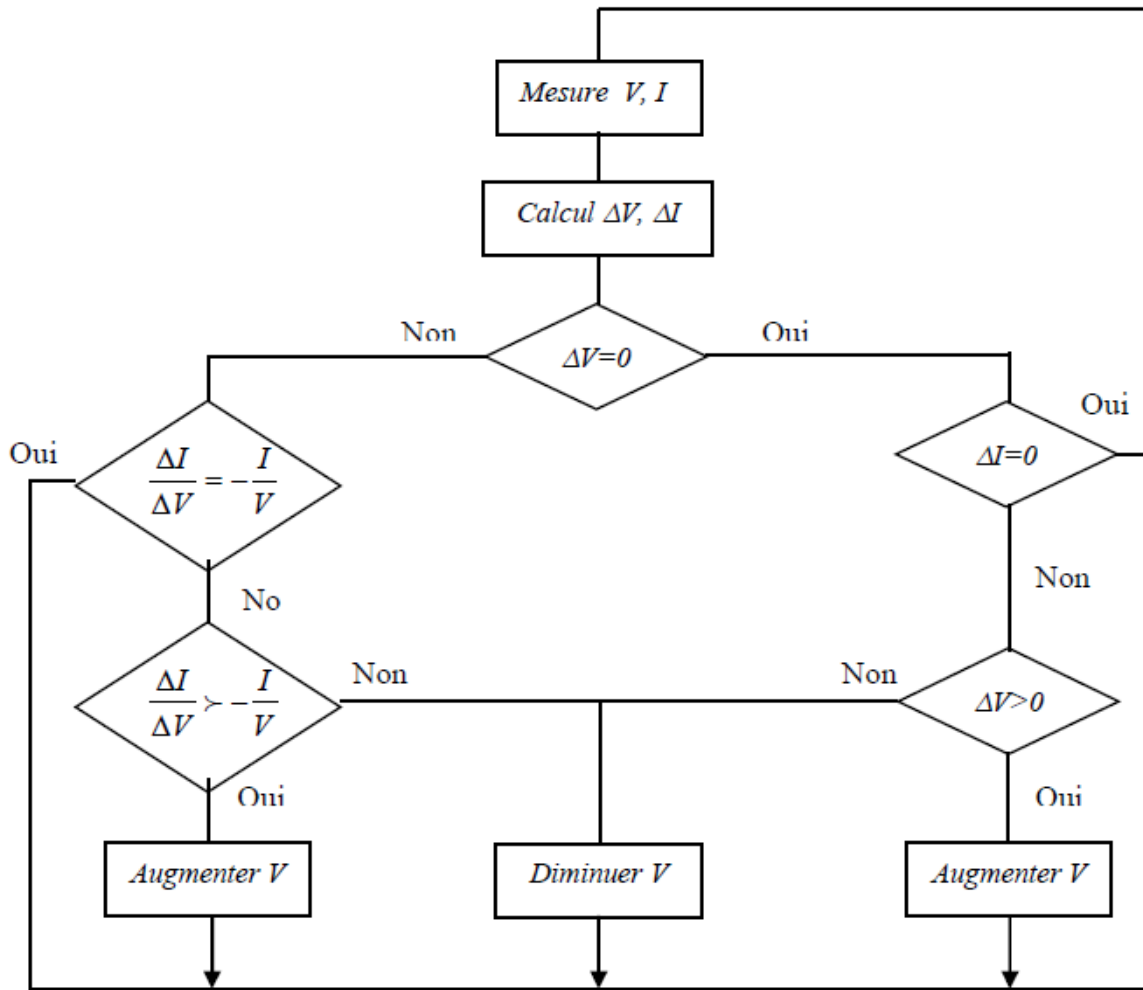 Mesure V, I
Calcul ΔV, ΔI
Non
Oui
ΔV=0
Oui
Oui
ΔI/ΔV = -I/V
ΔI=0
Non
No
ΔI/ΔV ≻ -I/V
Non
Non
ΔV>0
Oui
Oui
Augmenter V
Diminuer V
Augmenter V